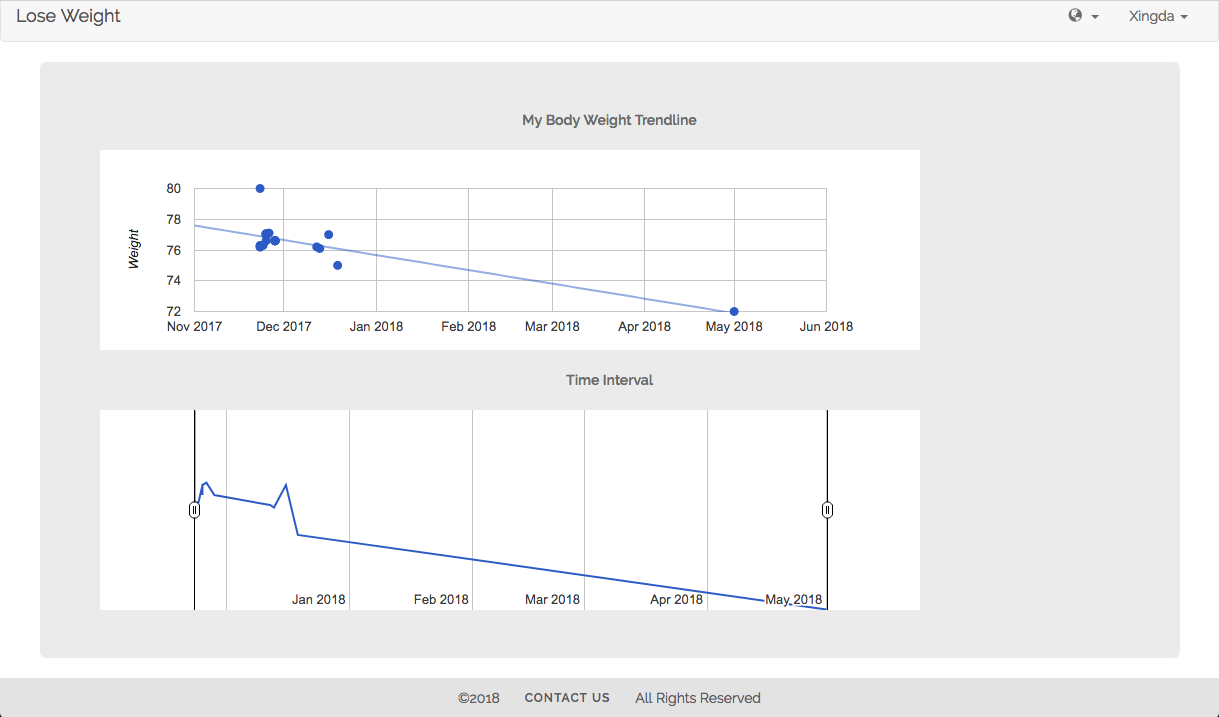 Lose Weight Xingda
My Body Weight Trendline
80
78
76
74
72
Weight
Nov 2017 Dec 2017 Jan 2018 Feb 2018 Mar 2018 Apr 2018 May 2018 Jun 2018
Time Interval
Jan 2018 Feb 2018 Mar 2018 Apr 2018 May 2018
©2018 CONTACT US All Rights Reserved